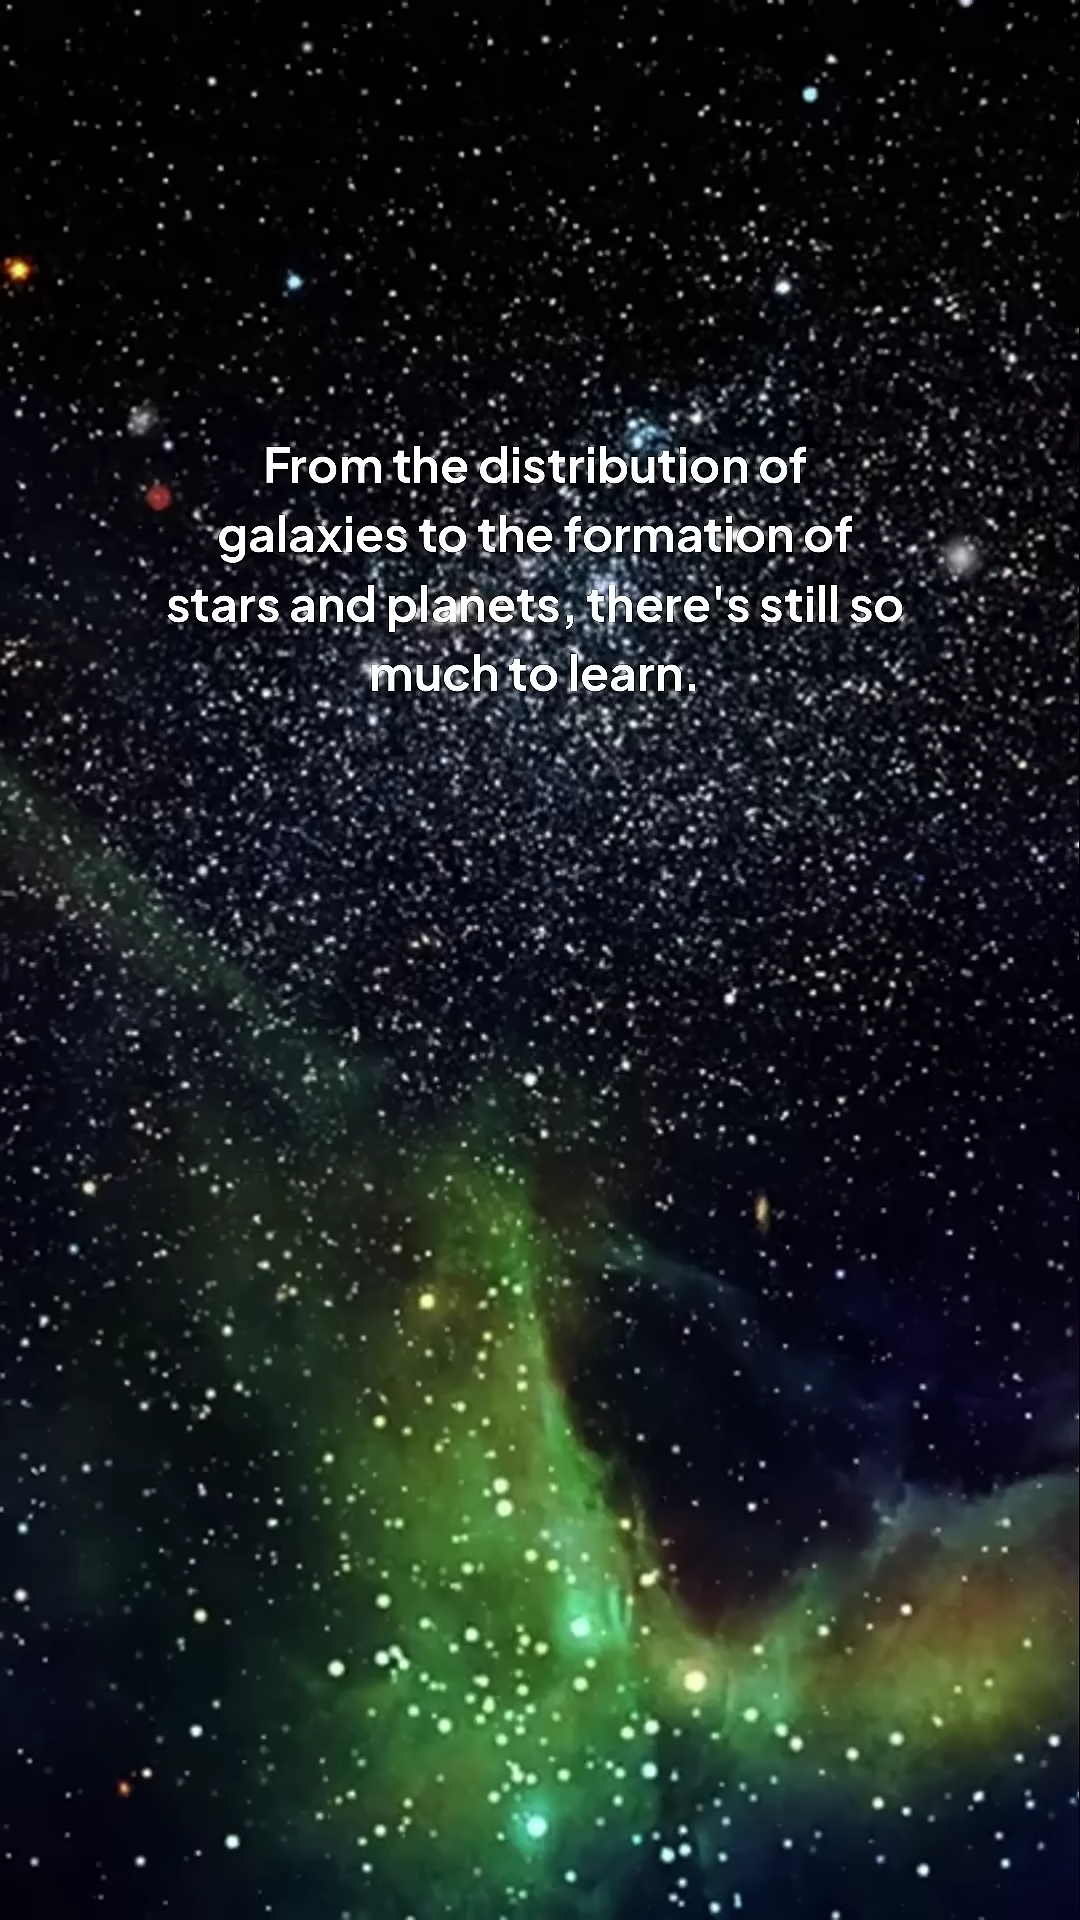 From the distribution of
galaxies to the formation of
stars and planets, there's still so
much to learn.